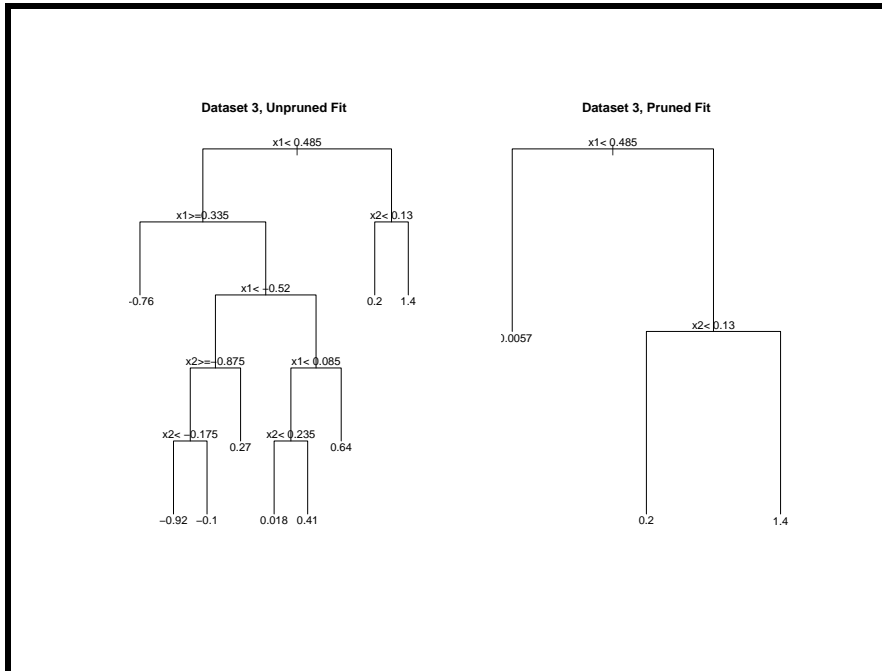 Dataset 3, Unpruned Fit
x1< 0.485
x1>=0.335
x2< 0.13
-0.76
x1< −0.52
0.2
1.4
x2>=−0.875
x1< 0.085
x2< −0.175
0.27
x2< 0.235
0.64
−0.92
−0.1
0.018
0.41
Dataset 3, Pruned Fit
x1< 0.485
0.0057
x2< 0.13
0.2
1.4